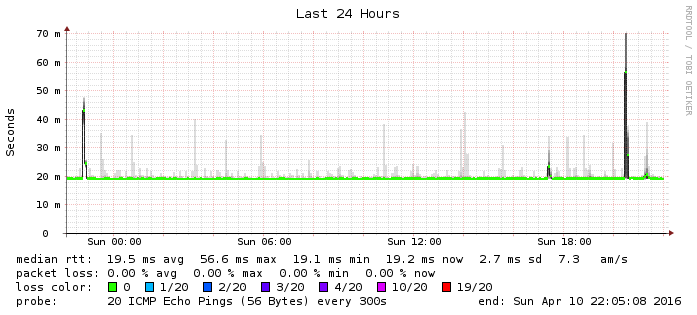 Last 24 Hours
RRDTOOL / TOBI OETIKER
Seconds
70 m
60 m
50 m
40 m
30 m
20 m
10 m
0
Sun 00:00 Sun 06:00 Sun 12:00 Sun 18:00
median rtt: 19.5 ms avg 56.6 ms max 19.1 ms min 19.2 ms now 2.7 ms sd 7.3 am/s
packet loss: 0.00 % avg 0.00 % max 0.00 % min 0.00 % now
loss color: 0 1/20 2/20 3/20 4/20 10/20 19/20
probe: 20 ICMP Echo Pings (56 Bytes) every 300s end: Sun Apr 10 22:05:08 2016